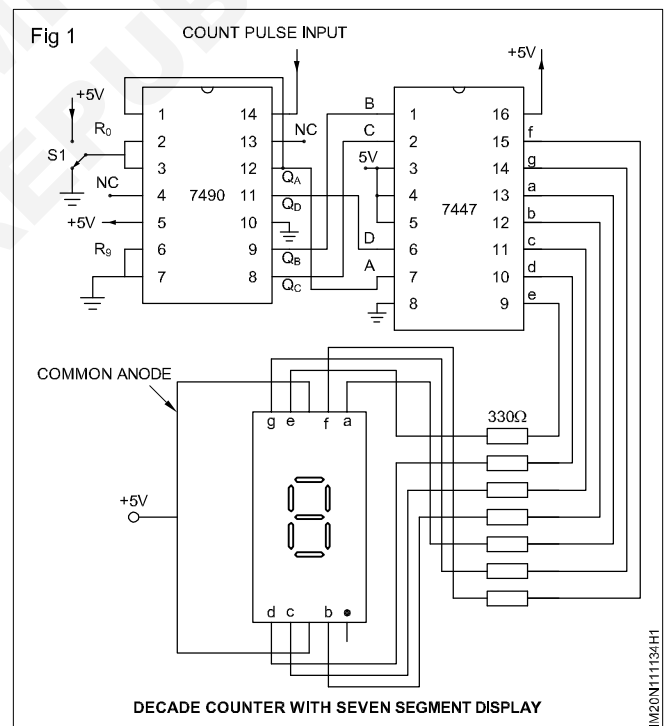 Fig 1
COUNT PULSE INPUT
+5V
+5V
R0
S1
NC
+5V
R9
1
2
3
4
5
6
7
7490
14
13
12
11
10
9
8
NC
QA
QD
QB
QC
B
C
5V
D
A
1
2
3
4
5
6
7
8
7447
16
15
14
13
12
11
10
9
f
g
a
b
c
d
e
COMMON ANODE
+5V
g e f a
d c b
330Ω
DECADE COUNTER WITH SEVEN SEGMENT DISPLAY
IM20N111134H1